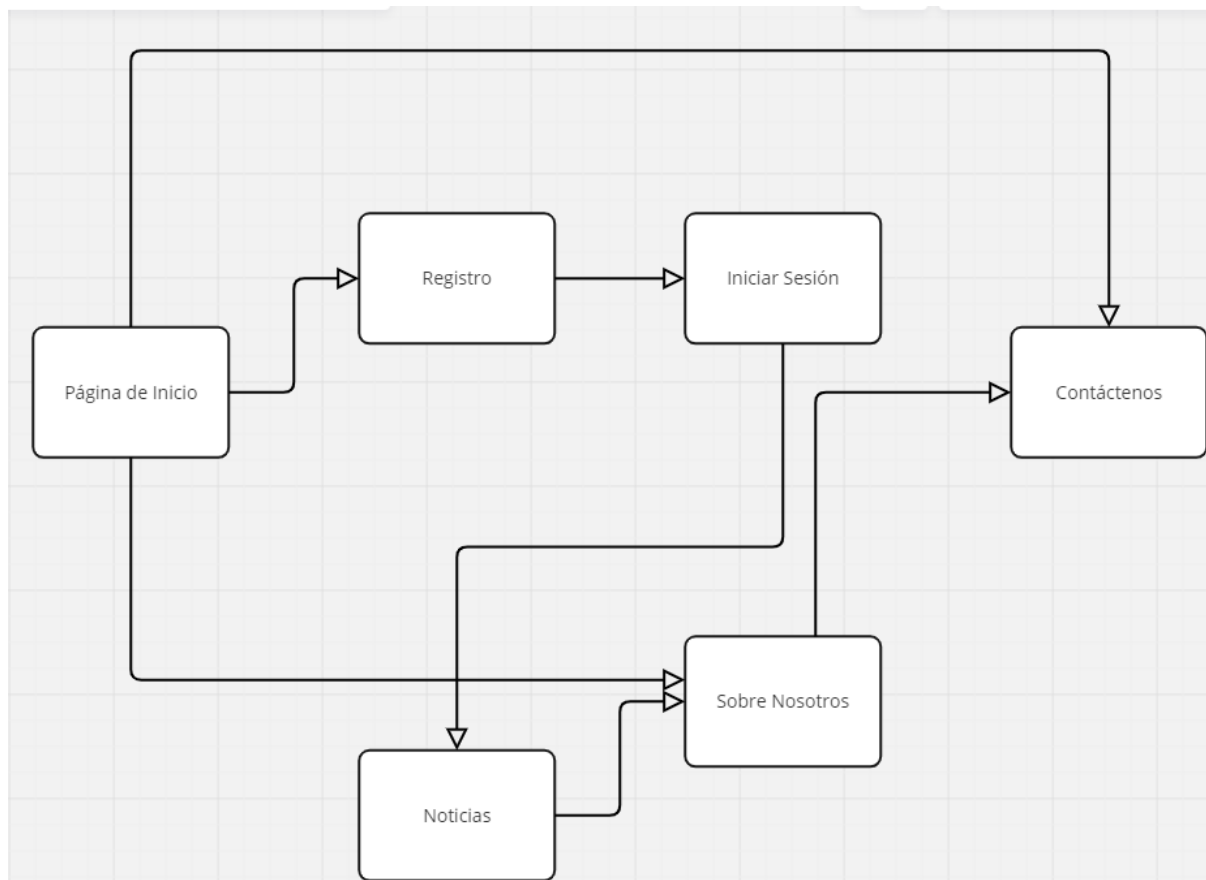 Registro
Iniciar Sesión
Página de Inicio
Contáctenos
Sobre Nosotros
Noticias